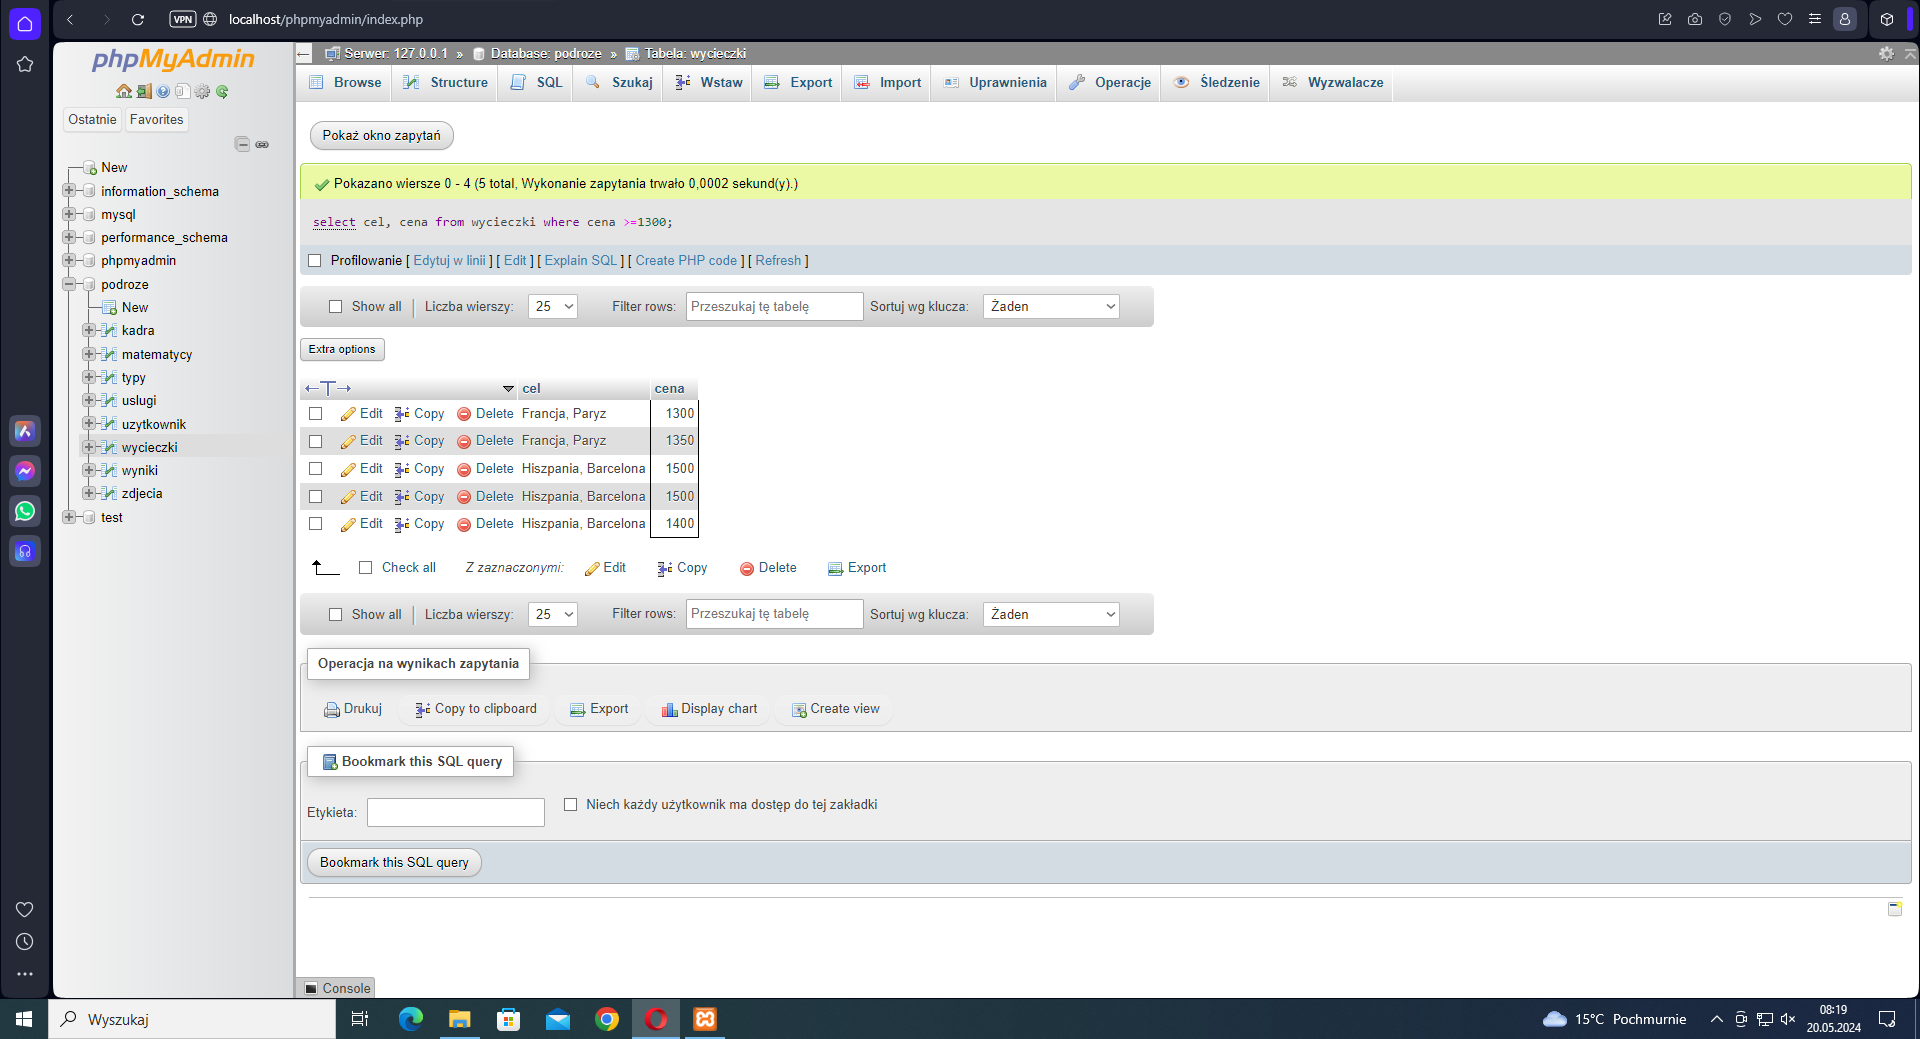 VPN localhost/phpmyadmin/index.php
phpMyAdmin
Ostatnie Favorites
New
information_schema
mysql
performance_schema
phpmyadmin
podroze
New
kadra
matematycy
typy
uslugi
uzytkownik
wycieczki
wyniki
zdjecia
test
Serwer: 127.0.0.1 » Database: podroze » Tabela: wycieczki
Browse Structure SQL Szukaj Wstaw Export Import Uprawnienia Operacje Śledzenie Wyzwalacze
Pokaż okno zapytań
Pokazano wiersze 0 - 4 (5 total, Wykonanie zapytania trwało 0,0002 sekund(y).)
select cel, cena from wycieczki where cena >=1300;
Profilowanie [ Edytuj w linii ] [ Edit ] [ Explain SQL ] [ Create PHP code ] [ Refresh ]
Show all Liczba wierszy: 25 Filter rows: Przeszukaj tę tabelę Sortuj wg klucza: Żaden
Extra options
cel cena
Edit Copy Delete Francja, Paryz 1300
Edit Copy Delete Francja, Paryz 1350
Edit Copy Delete Hiszpania, Barcelona 1500
Edit Copy Delete Hiszpania, Barcelona 1500
Edit Copy Delete Hiszpania, Barcelona 1400
Check all Z zaznaczonymi: Edit Copy Delete Export
Show all Liczba wierszy: 25 Filter rows: Przeszukaj tę tabelę Sortuj wg klucza: Żaden
Operacja na wynikach zapytania
Drukuj Copy to clipboard Export Display chart Create view
Bookmark this SQL query
Etykieta: Niech każdy użytkownik ma dostęp do tej zakładki
Bookmark this SQL query
Console
Wyszukaj
15°C Pochmurnie
08:19
20.05.2024